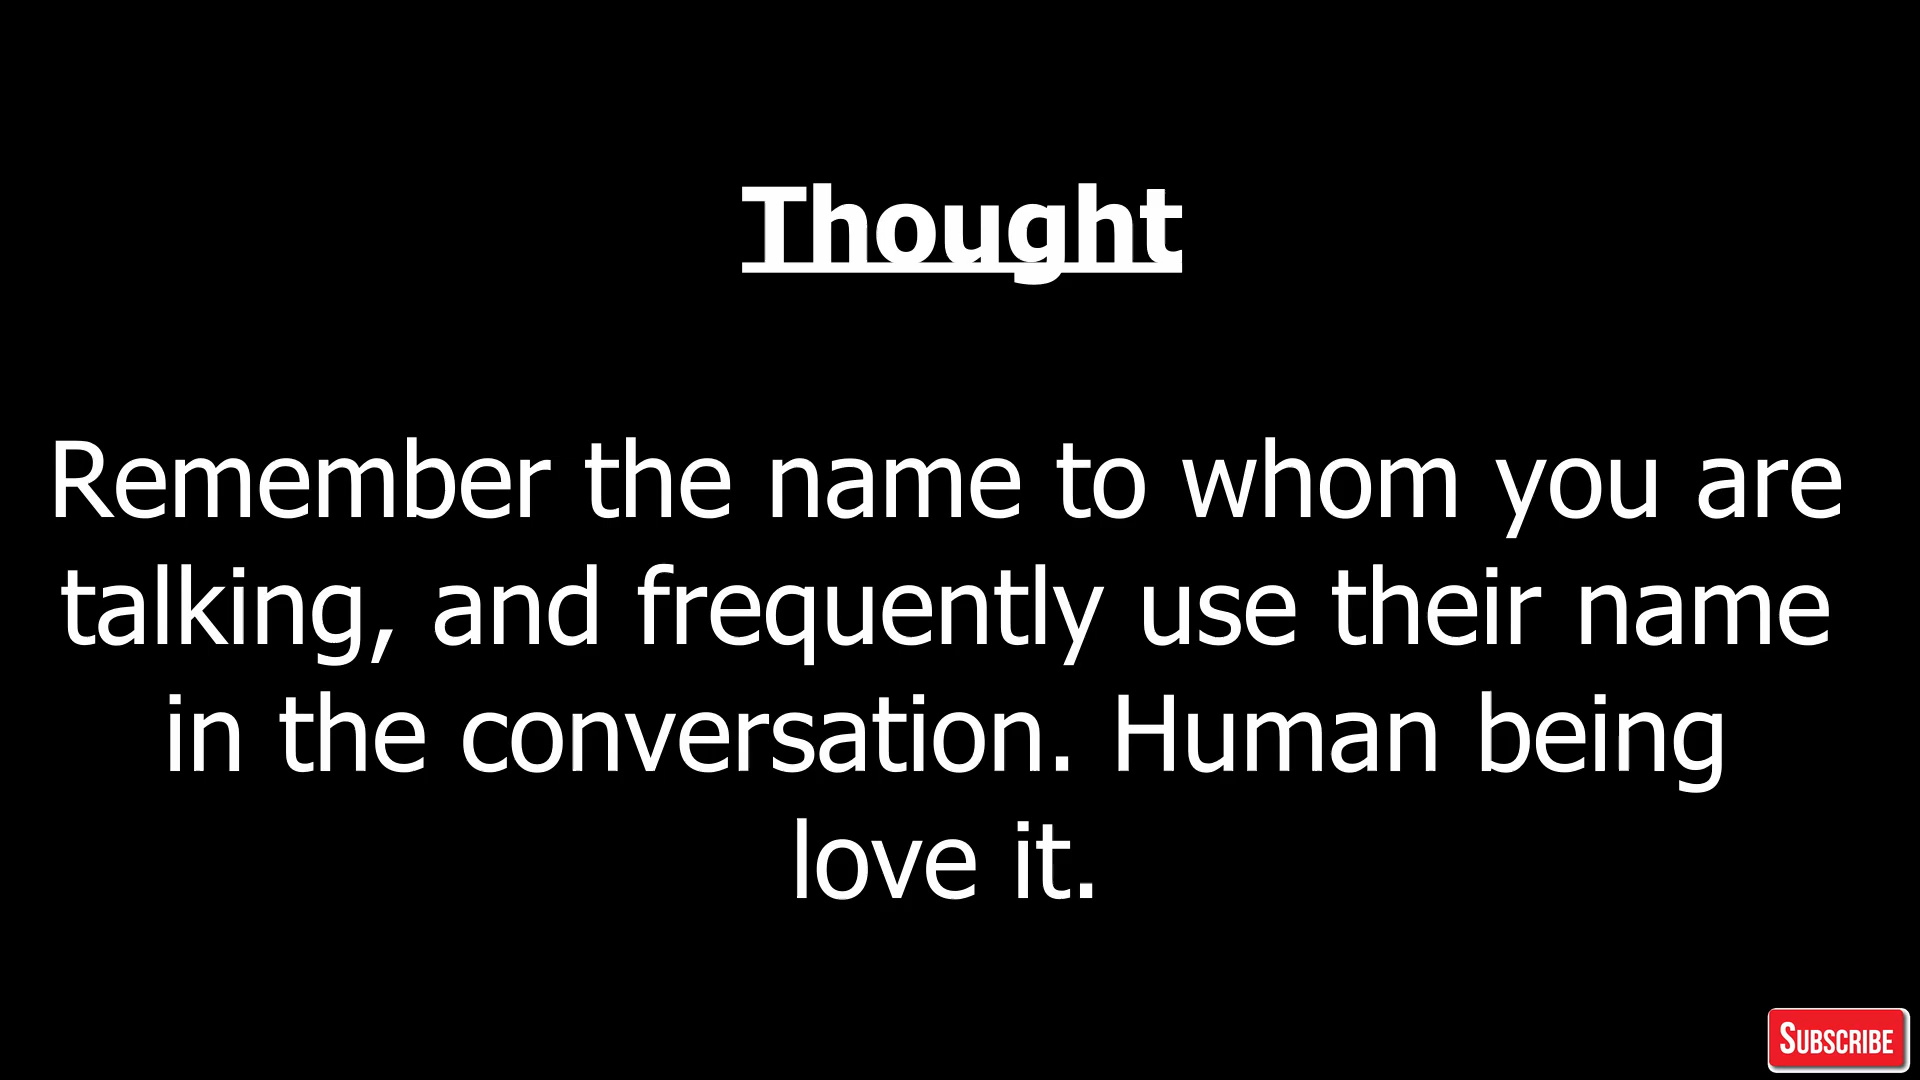 Thought
Remember the name to whom you are
talking, and frequently use their name
in the conversation. Human being
love it.
SUBSCRIBE